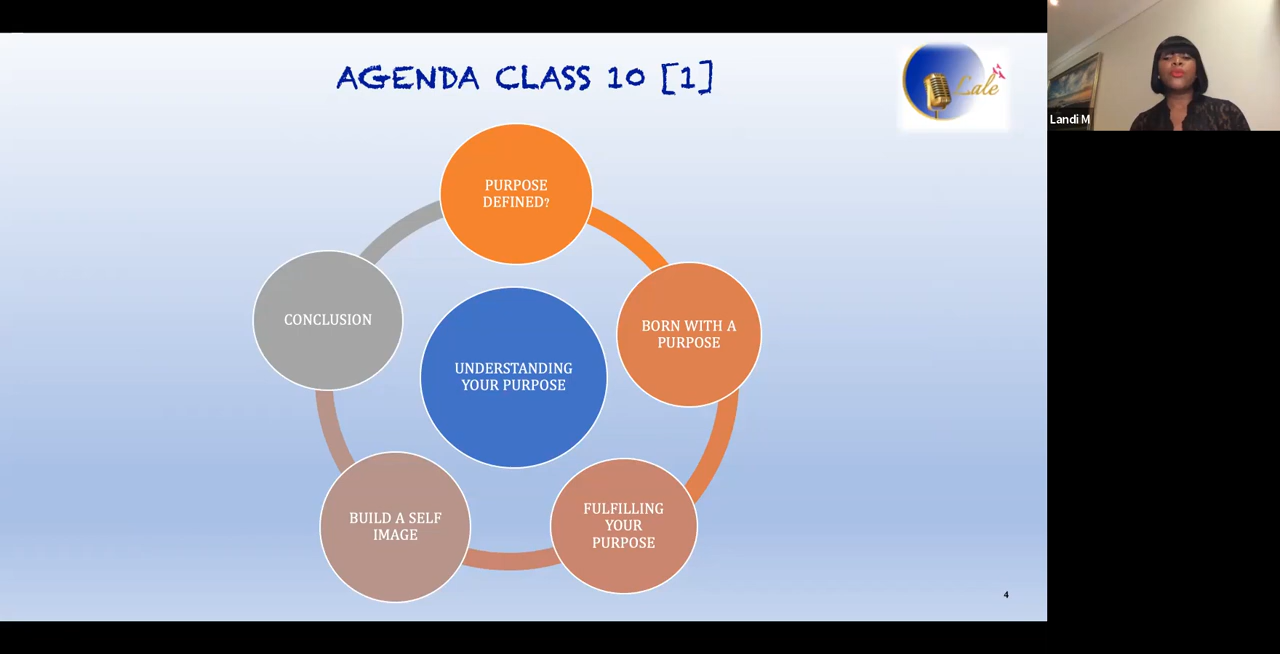 AGENDA CLASS 10 [1]
Lale
Landi M
PURPOSE
DEFINED?
BORN WITH A
PURPOSE
FULFILLING
YOUR
PURPOSE
BUILD A SELF
IMAGE
CONCLUSION
UNDERSTANDING
YOUR PURPOSE
4